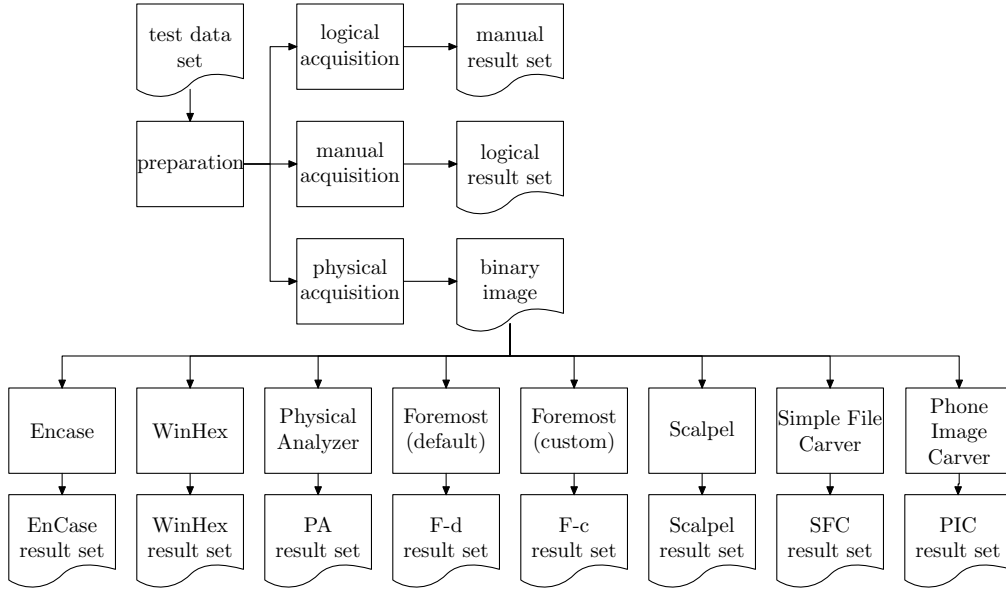 test data
set
logical
acquisition
manual
result set
preparation
manual
acquisition
logical
result set
physical
acquisition
binary
image
Encase
WinHex
Physical
Analyzer
Foremost
(default)
Foremost
(custom)
Scalpel
Simple File
Carver
Phone
Image
Carver
EnCase
result set
WinHex
result set
PA
result set
F-d
result set
F-c
result set
Scalpel
result set
SFC
result set
PIC
result set